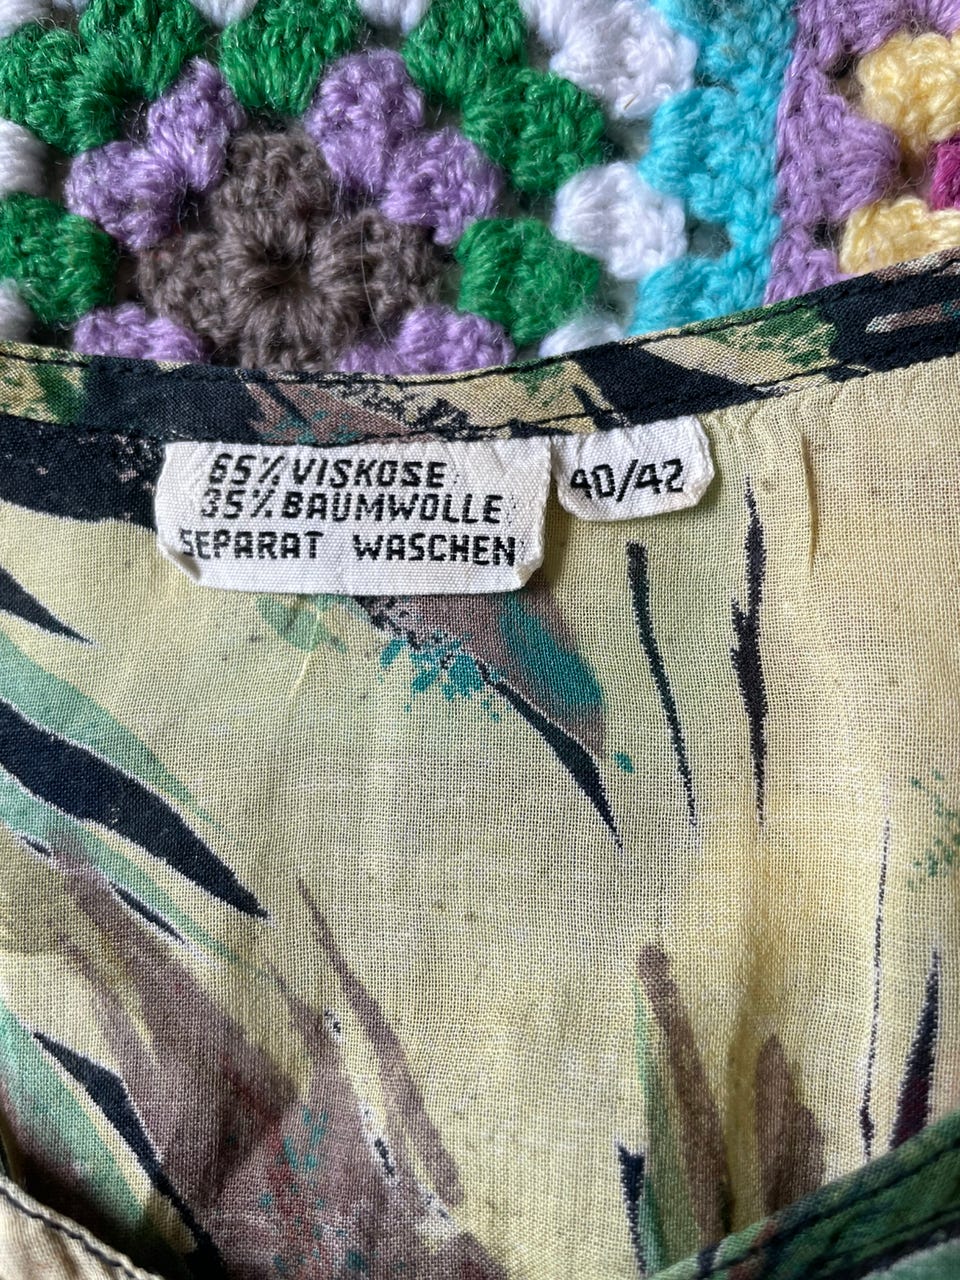 65% VISKOSE
35% BAUMWOLLE
SEPARAT WASCHEN
40/42